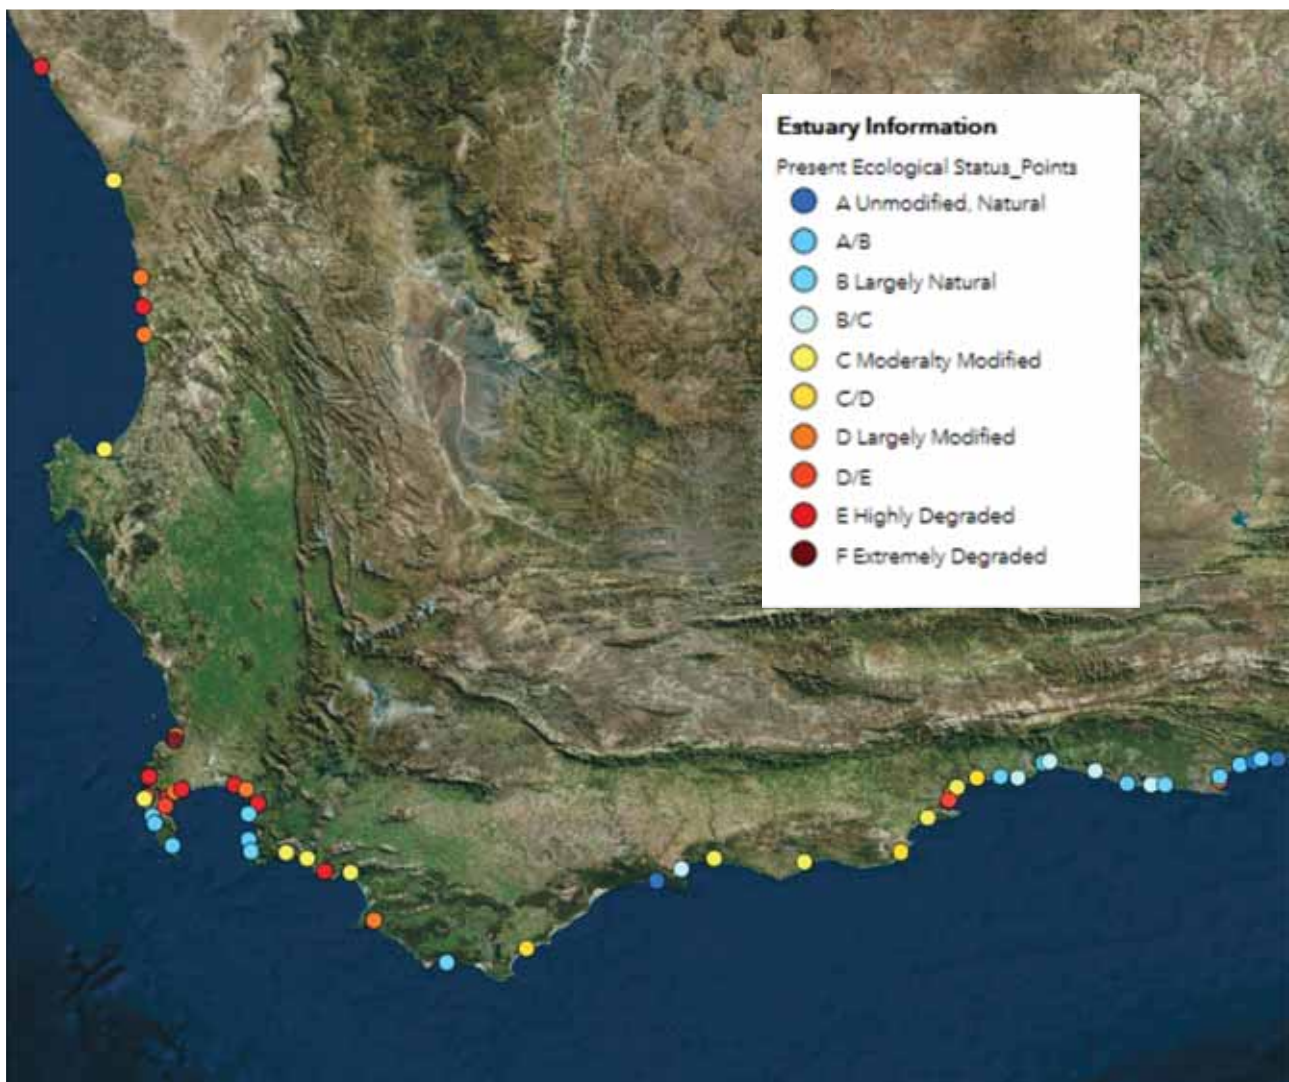 Estuary Information
Present Ecological Status_Points
A Unmodified, Natural
A/B
B Largely Natural
B/C
C Moderalty Modified
C/D
D Largely Modified
D/E
E Highly Degraded
F Extremely Degraded